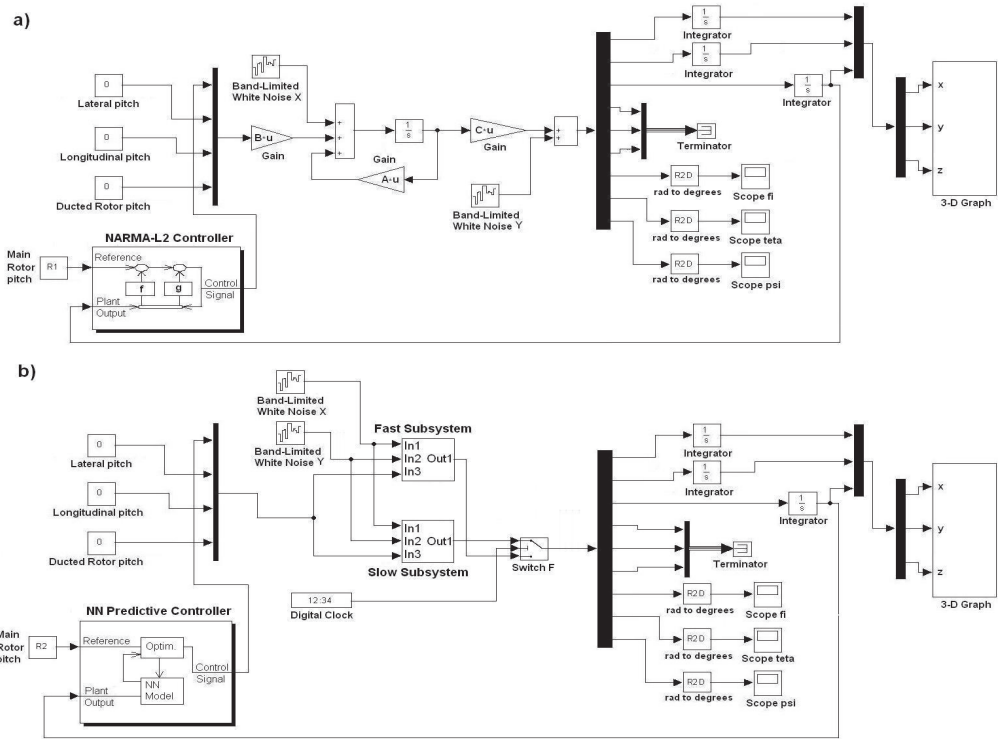 a)
Band-Limited
White Noise X
0
Lateral pitch
0
Longitudinal pitch
0
Ducted Rotor pitch
B*u
Gain
+
+
+
1
s
Gain
A*u
C*u
Gain
+
+
Band-Limited
White Noise Y
1
s
Integrator
1
s
Integrator
1
s
Integrator
Terminator
R2D
rad to degrees
Scope fi
R2D
rad to degrees
Scope teta
R2D
rad to degrees
Scope psi
x
y
z
3-D Graph
NARMA-L2 Controller
Main
Rotor
pitch
R1
Reference
f
g
Plant
Output
Control
Signal
b)
Band-Limited
White Noise X
Band-Limited
White Noise Y
0
Lateral pitch
0
Longitudinal pitch
0
Ducted Rotor pitch
Fast Subsystem
In1
In2 Out1
In3
In1
In2 Out1
In3
Slow Subsystem
12:34
Digital Clock
Switch F
1
s
Integrator
1
s
Integrator
1
s
Integrator
Terminator
R2D
rad to degrees
Scope fi
R2D
rad to degrees
Scope teta
R2D
rad to degrees
Scope psi
x
y
z
3-D Graph
NN Predictive Controller
Main
Rotor
pitch
R2
Reference
Optim.
NN
Model
Plant
Output
Control
Signal